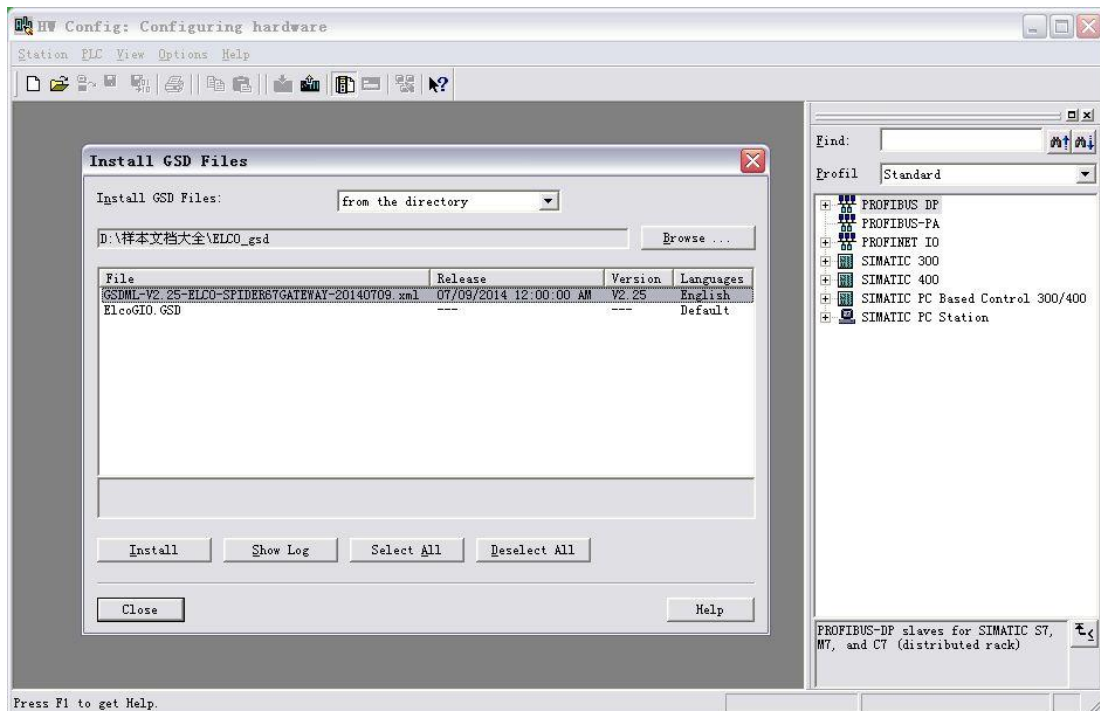 HW Config: Configuring hardware
Station PLC View Options Help
Find:
Profil Standard
PROFIBUS DP
PROFIBUS-PA
PROFINET IO
SIMATIC 300
SIMATIC 400
SIMATIC PC Based Control 300/400
SIMATIC PC Station
Install GSD Files
Install GSD Files: from the directory
D:\样本文档大全\ELCO_gsd Browse ...
File Release Version Languages
GSDML-V2.25-ELCO-SPIDER67GATEWAY-20140709.xml 07/09/2014 12:00:00 AM V2.25 English
ElcoGIO.GSD --- --- Default
Install Show Log Select All Deselect All
Close Help
PROFIBUS-DP slaves for SIMATIC S7,
M7, and C7 (distributed rack)
Press F1 to get Help.